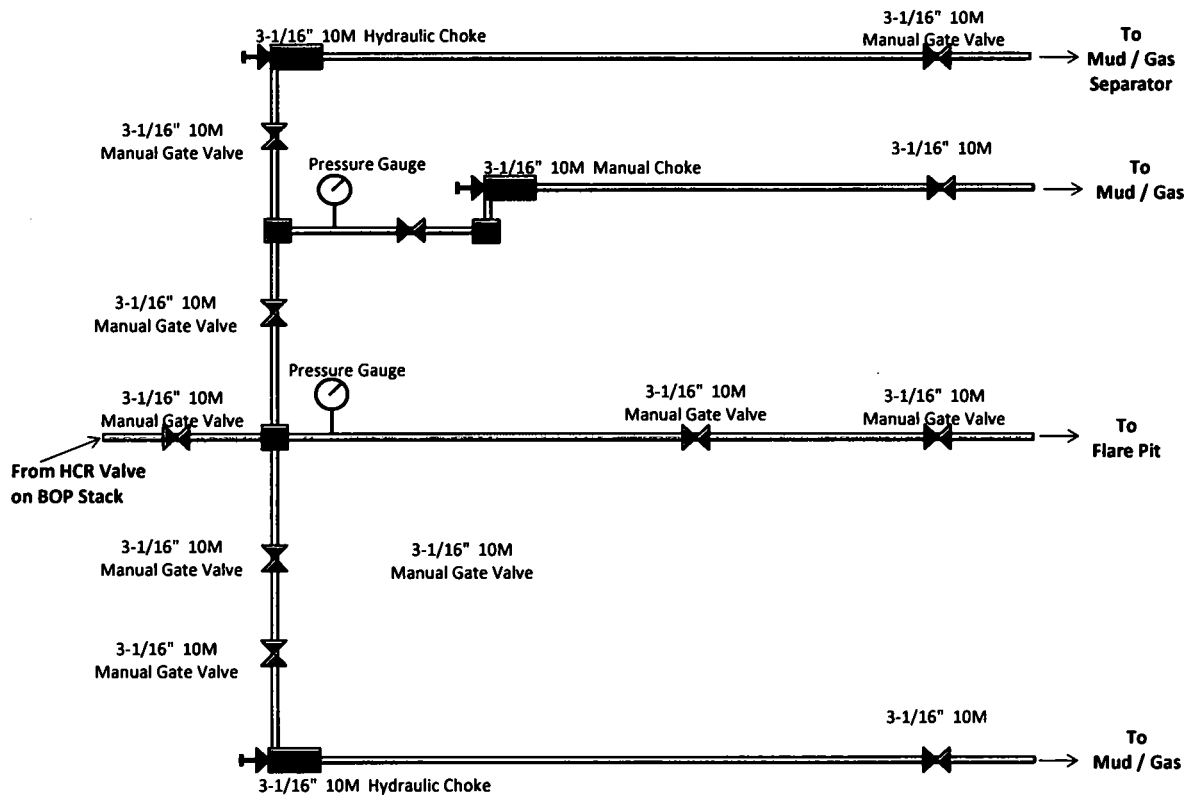 3-1/16" 10M Hydraulic Choke
3-1/16" 10M
Manual Gate Valve
To
Mud / Gas
Separator
3-1/16" 10M
Manual Gate Valve
Pressure Gauge
3-1/16" 10M Manual Choke
3-1/16" 10M
To
Mud / Gas
3-1/16" 10M
Manual Gate Valve
Pressure Gauge
3-1/16" 10M
Manual Gate Valve
3-1/16" 10M
Manual Gate Valve
3-1/16" 10M
Manual Gate Valve
To
Flare Pit
From HCR Valve
on BOP Stack
3-1/16" 10M
Manual Gate Valve
3-1/16" 10M
Manual Gate Valve
3-1/16" 10M
Manual Gate Valve
3-1/16" 10M
To
Mud / Gas
3-1/16" 10M Hydraulic Choke